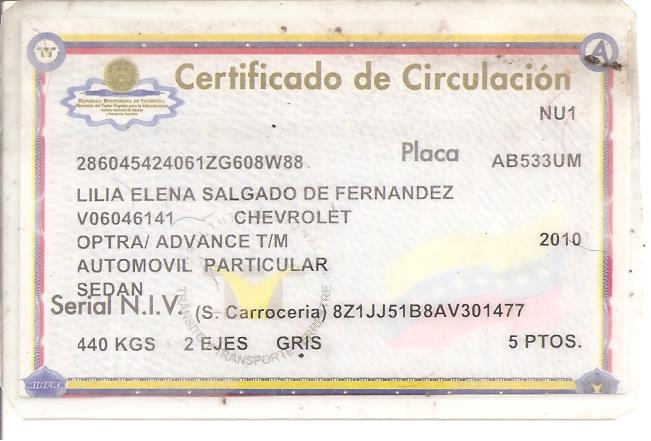 Certificado de Circulación
REPUBLICA BOLIVARIANA DE VENEZUELA
Ministerio del Poder Popular para la Infraestructura
NU1
Placa AB533UM
286045424061ZG608W88
LILIA ELENA SALGADO DE FERNANDEZ
V06046141 CHEVROLET
OPTRA/ ADVANCE T/M 2010
AUTOMOVIL PARTICULAR
SEDAN
Serial N.I.V. (S. Carroceria) 8Z1JJ51B8AV301477
TRANSITO Y TRANSPORTE TERRESTRE
440 KGS 2 EJES GRIS 5 PTOS.
MINFRA